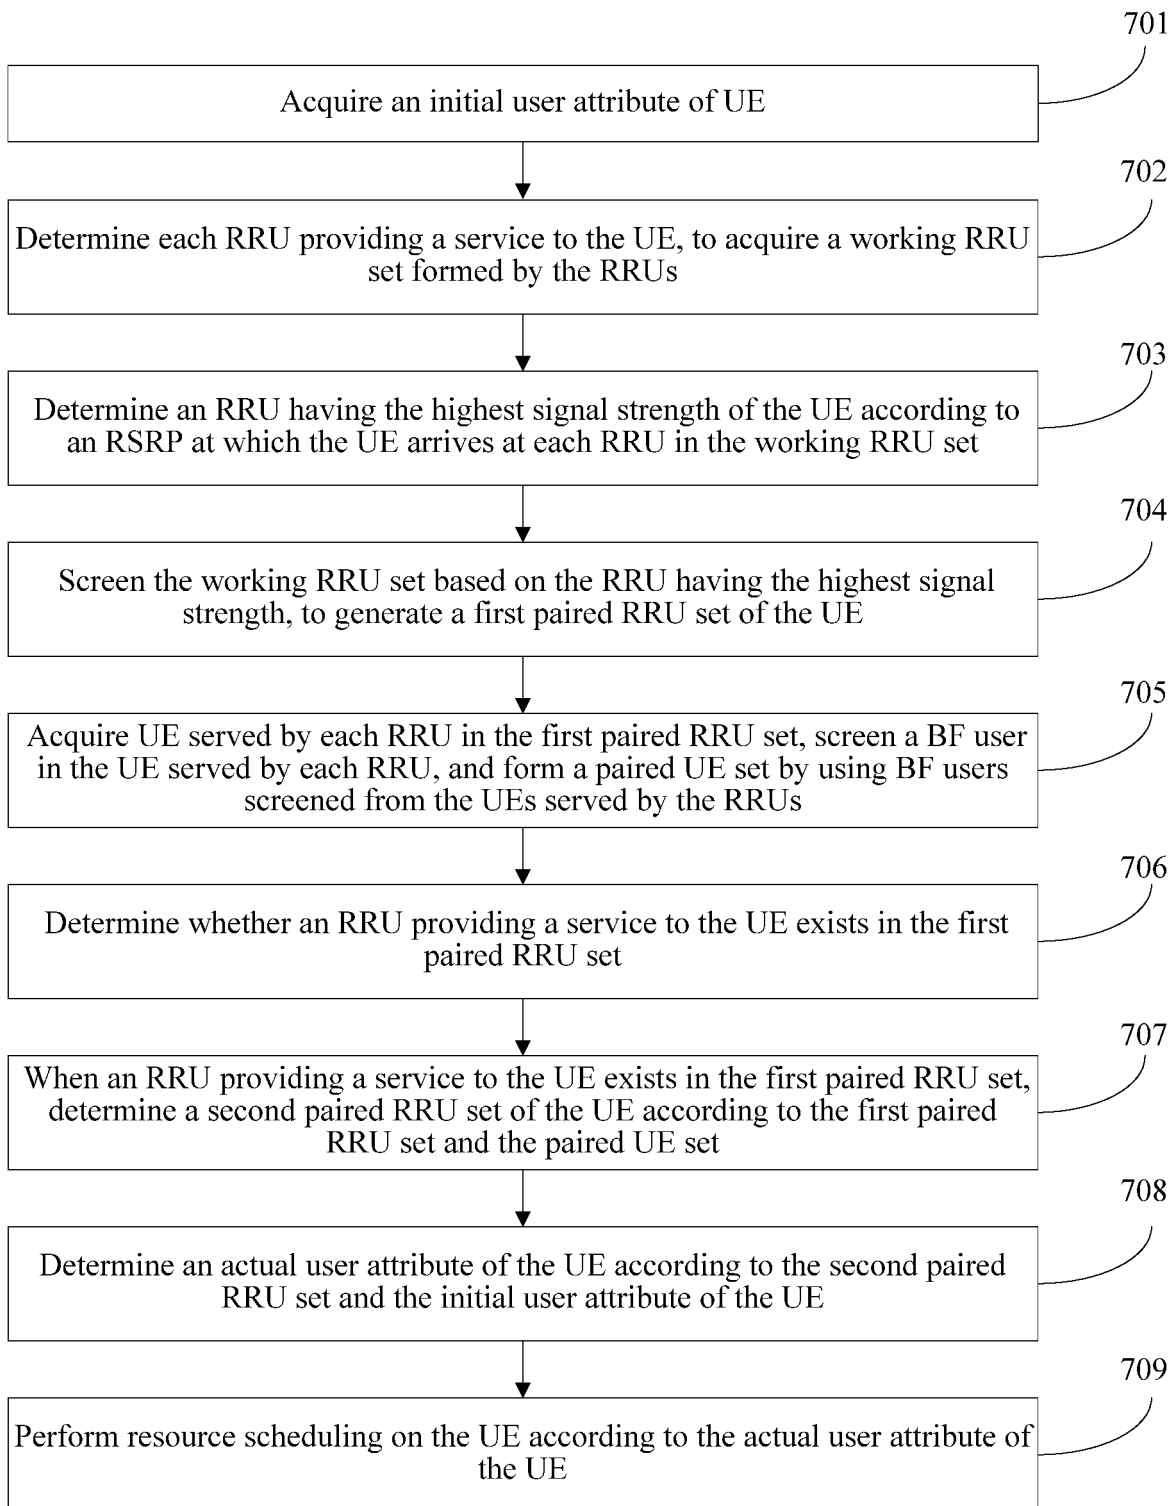 701
Acquire an initial user attribute of UE
702
Determine each RRU providing a service to the UE, to acquire a working RRU
set formed by the RRUs
703
Determine an RRU having the highest signal strength of the UE according to
an RSRP at which the UE arrives at each RRU in the working RRU set
704
Screen the working RRU set based on the RRU having the highest signal
strength, to generate a first paired RRU set of the UE
705
Acquire UE served by each RRU in the first paired RRU set, screen a BF user
in the UE served by each RRU, and form a paired UE set by using BF users
screened from the UEs served by the RRUs
706
Determine whether an RRU providing a service to the UE exists in the first
paired RRU set
707
When an RRU providing a service to the UE exists in the first paired RRU set,
determine a second paired RRU set of the UE according to the first paired
RRU set and the paired UE set
708
Determine an actual user attribute of the UE according to the second paired
RRU set and the initial user attribute of the UE
709
Perform resource scheduling on the UE according to the actual user attribute of
the UE